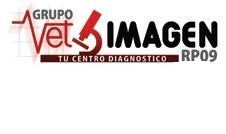 GRUPO
Vet IMAGEN
TU CENTRO DIAGNOSTICO
RP09